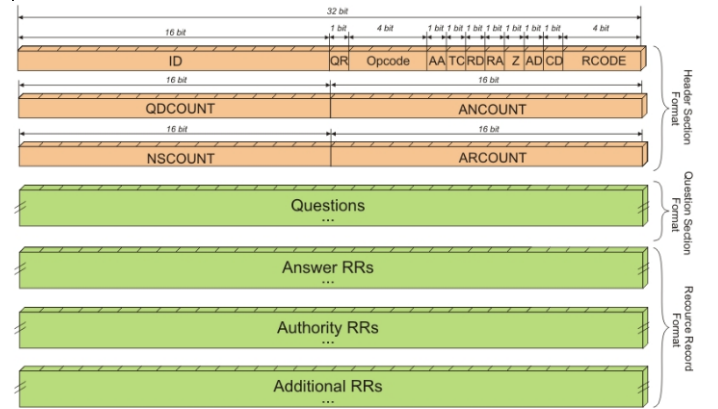 32 bit
16 bit 1 bit 4 bit 1 bit 1 bit 1 bit 1 bit 1 bit 1 bit 1 bit 4 bit
ID QR Opcode AA TC RD RA Z AD CD RCODE
16 bit 16 bit
QDCOUNT ANCOUNT
16 bit 16 bit
NSCOUNT ARCOUNT
Header Section
Format
Questions
...
Question Section
Format
Answer RRs
...
Authority RRs
...
Additional RRs
...
Recource Record
Format